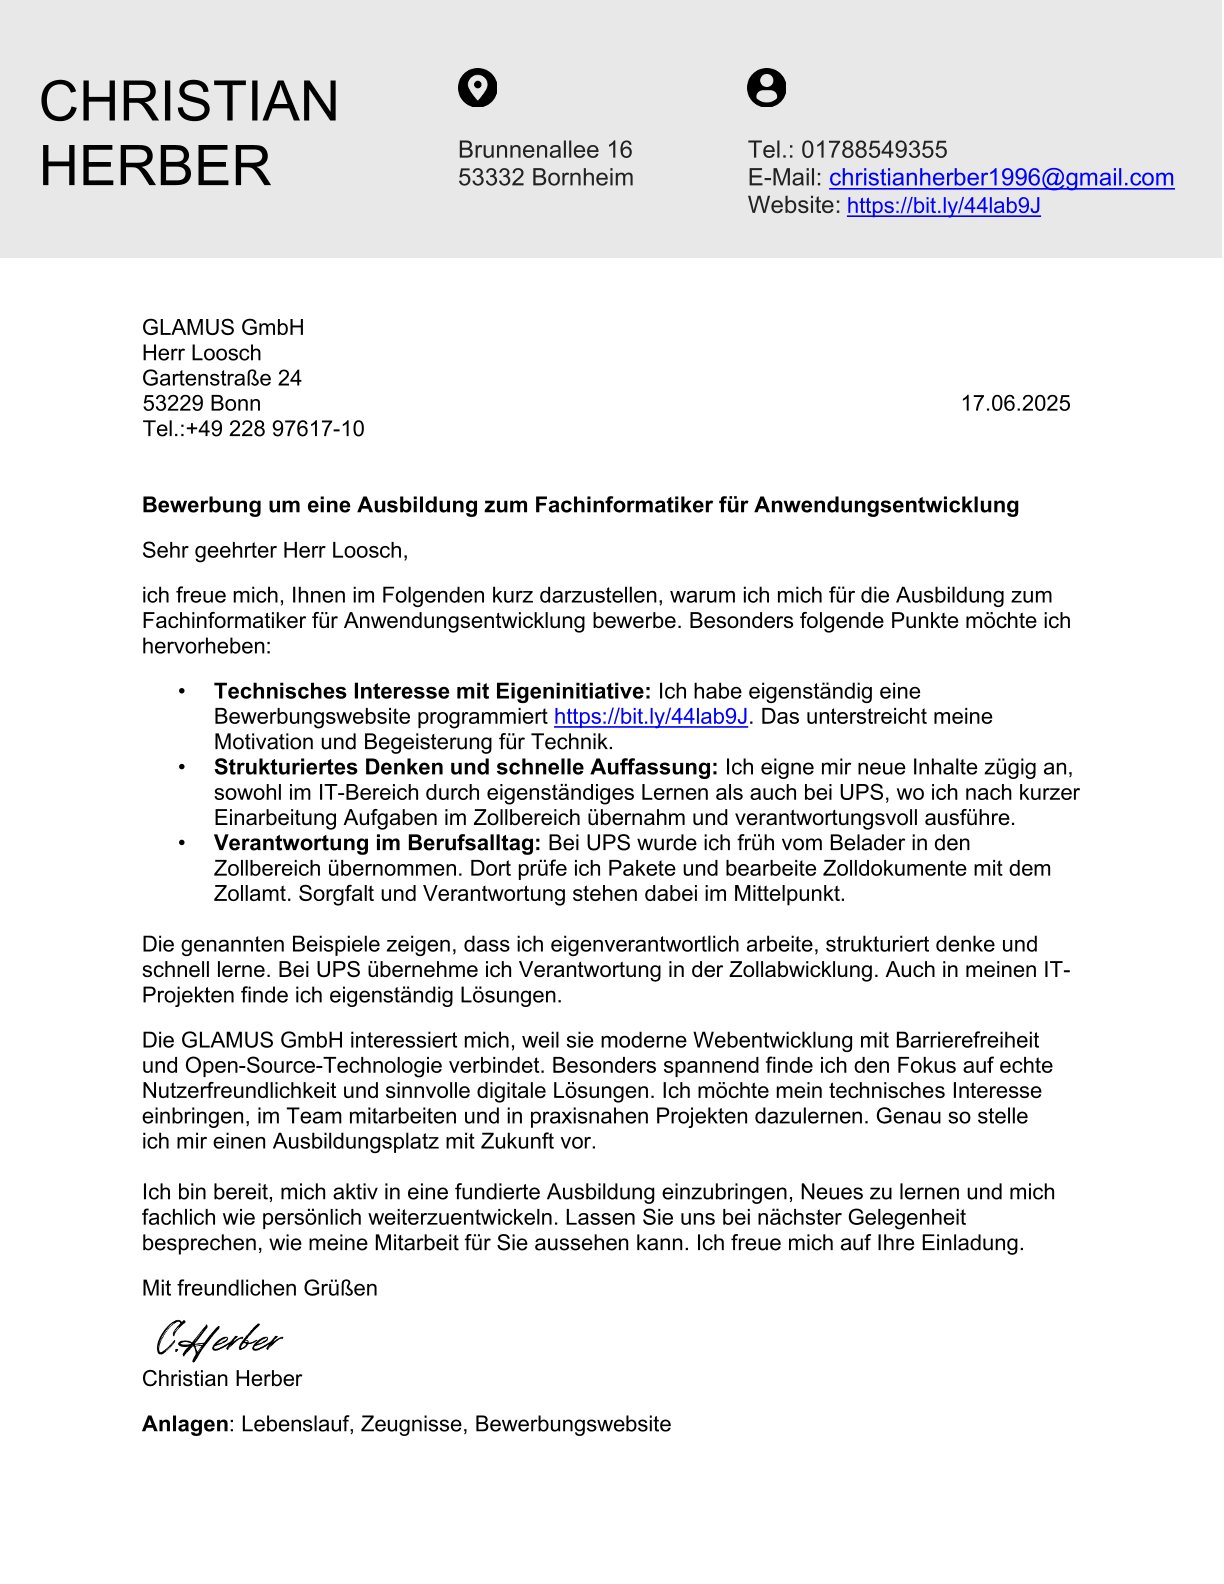 CHRISTIAN
HERBER
Brunnenallee 16
53332 Bornheim
Tel.: 01788549355
E-Mail: christianherber1996@gmail.com
Website: https://bit.ly/44lab9J
GLAMUS GmbH
Herr Loosch
Gartenstraße 24
53229 Bonn
17.06.2025
Tel.:+49 228 97617-10
Bewerbung um eine Ausbildung zum Fachinformatiker für Anwendungsentwicklung
Sehr geehrter Herr Loosch,
ich freue mich, Ihnen im Folgenden kurz darzustellen, warum ich mich für die Ausbildung zum
Fachinformatiker für Anwendungsentwicklung bewerbe. Besonders folgende Punkte möchte ich
hervorheben:
• Technisches Interesse mit Eigeninitiative: Ich habe eigenständig eine
Bewerbungswebsite programmiert https://bit.ly/44lab9J. Das unterstreicht meine
Motivation und Begeisterung für Technik.
• Strukturiertes Denken und schnelle Auffassung: Ich eigne mir neue Inhalte zügig an,
sowohl im IT-Bereich durch eigenständiges Lernen als auch bei UPS, wo ich nach kurzer
Einarbeitung Aufgaben im Zollbereich übernahm und verantwortungsvoll ausführe.
• Verantwortung im Berufsalltag: Bei UPS wurde ich früh vom Belader in den
Zollbereich übernommen. Dort prüfe ich Pakete und bearbeite Zolldokumente mit dem
Zollamt. Sorgfalt und Verantwortung stehen dabei im Mittelpunkt.
Die genannten Beispiele zeigen, dass ich eigenverantwortlich arbeite, strukturiert denke und
schnell lerne. Bei UPS übernehme ich Verantwortung in der Zollabwicklung. Auch in meinen IT-
Projekten finde ich eigenständig Lösungen.
Die GLAMUS GmbH interessiert mich, weil sie moderne Webentwicklung mit Barrierefreiheit
und Open-Source-Technologie verbindet. Besonders spannend finde ich den Fokus auf echte
Nutzerfreundlichkeit und sinnvolle digitale Lösungen. Ich möchte mein technisches Interesse
einbringen, im Team mitarbeiten und in praxisnahen Projekten dazulernen. Genau so stelle
ich mir einen Ausbildungsplatz mit Zukunft vor.
Ich bin bereit, mich aktiv in eine fundierte Ausbildung einzubringen, Neues zu lernen und mich
fachlich wie persönlich weiterzuentwickeln. Lassen Sie uns bei nächster Gelegenheit
besprechen, wie meine Mitarbeit für Sie aussehen kann. Ich freue mich auf Ihre Einladung.
Mit freundlichen Grüßen
C.Herber
Christian Herber
Anlagen: Lebenslauf, Zeugnisse, Bewerbungswebsite